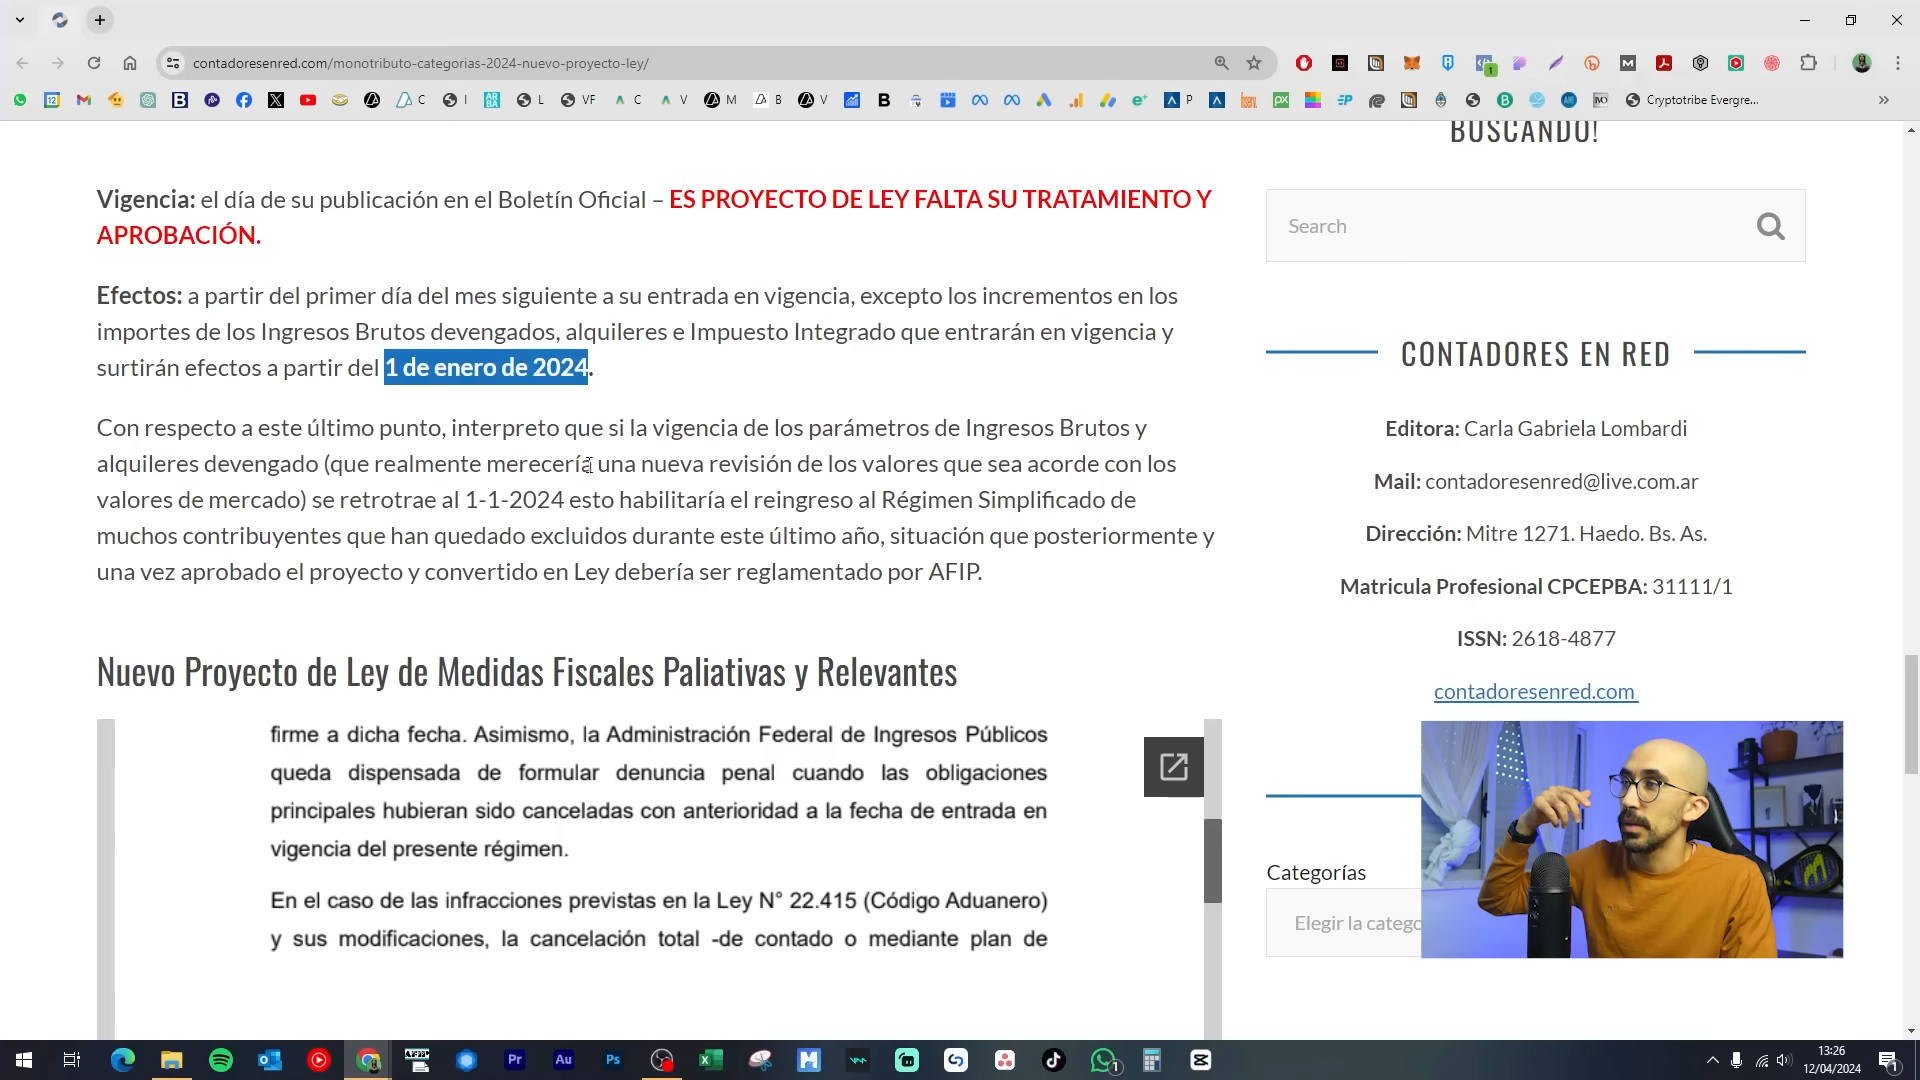 contadoresenred.com/monotributo-categorias-2024-nuevo-proyecto-ley/
Cryptotribe Evergre...
BUSCANDO!
Vigencia: el día de su publicación en el Boletín Oficial – ES PROYECTO DE LEY FALTA SU TRATAMIENTO Y
APROBACIÓN.
Efectos: a partir del primer día del mes siguiente a su entrada en vigencia, excepto los incrementos en los
importes de los Ingresos Brutos devengados, alquileres e Impuesto Integrado que entrarán en vigencia y
surtirán efectos a partir del 1 de enero de 2024.
Con respecto a este último punto, interpreto que si la vigencia de los parámetros de Ingresos Brutos y
alquileres devengado (que realmente merecería una nueva revisión de los valores que sea acorde con los
valores de mercado) se retrotrae al 1-1-2024 esto habilitaría el reingreso al Régimen Simplificado de
muchos contribuyentes que han quedado excluidos durante este último año, situación que posteriormente y
una vez aprobado el proyecto y convertido en Ley debería ser reglamentado por AFIP.
Nuevo Proyecto de Ley de Medidas Fiscales Paliativas y Relevantes
firme a dicha fecha. Asimismo, la Administración Federal de Ingresos Públicos
queda dispensada de formular denuncia penal cuando las obligaciones
principales hubieran sido canceladas con anterioridad a la fecha de entrada en
vigencia del presente régimen.
En el caso de las infracciones previstas en la Ley N° 22.415 (Código Aduanero)
y sus modificaciones, la cancelación total -de contado o mediante plan de
Search
CONTADORES EN RED
Editora: Carla Gabriela Lombardi
Mail: contadoresenred@live.com.ar
Dirección: Mitre 1271. Haedo. Bs. As.
Matricula Profesional CPCEPBA: 31111/1
ISSN: 2618-4877
contadoresenred.com
Categorías
Elegir la catego
13:26
12/04/2024